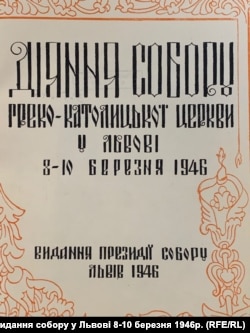 ДІЯННЯ СОБОРУ
ГРЕКО-КАТОЛИЦЬКОЇ ЦЕРКВИ
У ЛЬВОВІ
8-10 БЕРЕЗНЯ 1946
ВИДАННЯ ПРЕЗИДІЇ СОБОРУ
ЛЬВІВ 1946
идання собору у Львові 8-10 березня 1946р. (RFE/RL)